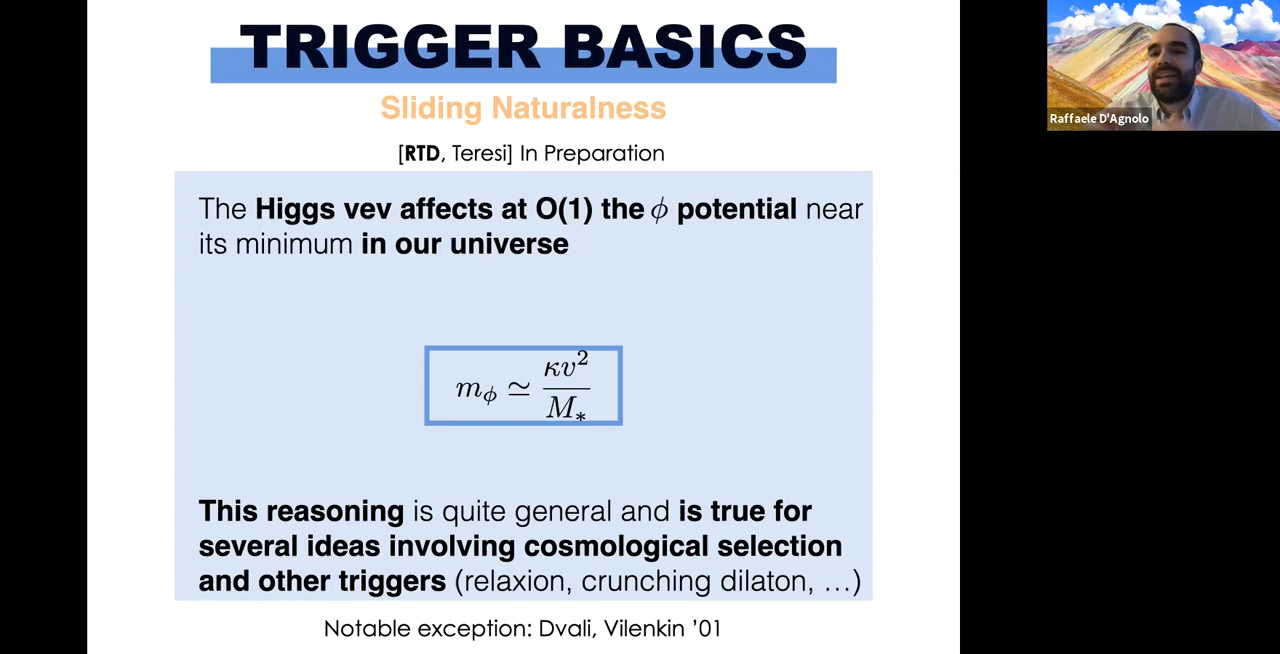 TRIGGER BASICS
Sliding Naturalness
[RTD, Teresi] In Preparation
The Higgs vev affects at O(1) the ϕ potential near
its minimum in our universe
m_ϕ ≃ κv²/M_*
This reasoning is quite general and is true for
several ideas involving cosmological selection
and other triggers (relaxion, crunching dilaton, …)
Notable exception: Dvali, Vilenkin ’01
Raffaele D'Agnolo